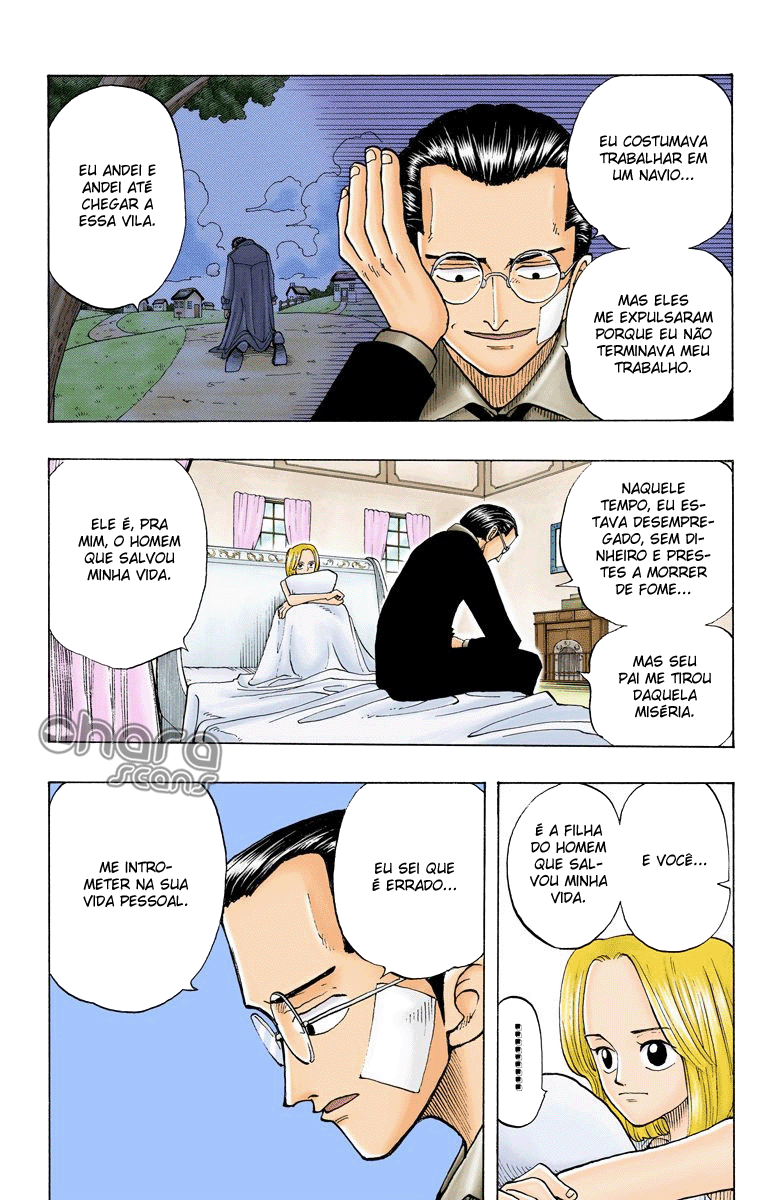 EU COSTUMAVA
TRABALHAR EM
UM NAVIO...
MAS ELES
ME EXPULSARAM
PORQUE EU NÃO
TERMINAVA MEU
TRABALHO.
EU ANDEI E
ANDEI ATÉ
CHEGAR A
ESSA VILA.
NAQUELE
TEMPO, EU ES-
TAVA DESEMPRE-
GADO, SEM DI-
NHEIRO E PRES-
TES A MORRER
DE FOME...
MAS SEU
PAI ME TIROU
DAQUELA
MISÉRIA.
ELE É, PRA
MIM, O HOMEM
QUE SALVOU
MINHA VIDA.
ohara
scans
E VOCÊ...
É A FILHA
DO HOMEM
QUE SAL-
VOU MINHA
VIDA.
.........
EU SEI QUE
É ERRADO...
ME INTRO-
METER NA SUA
VIDA PESSOAL.